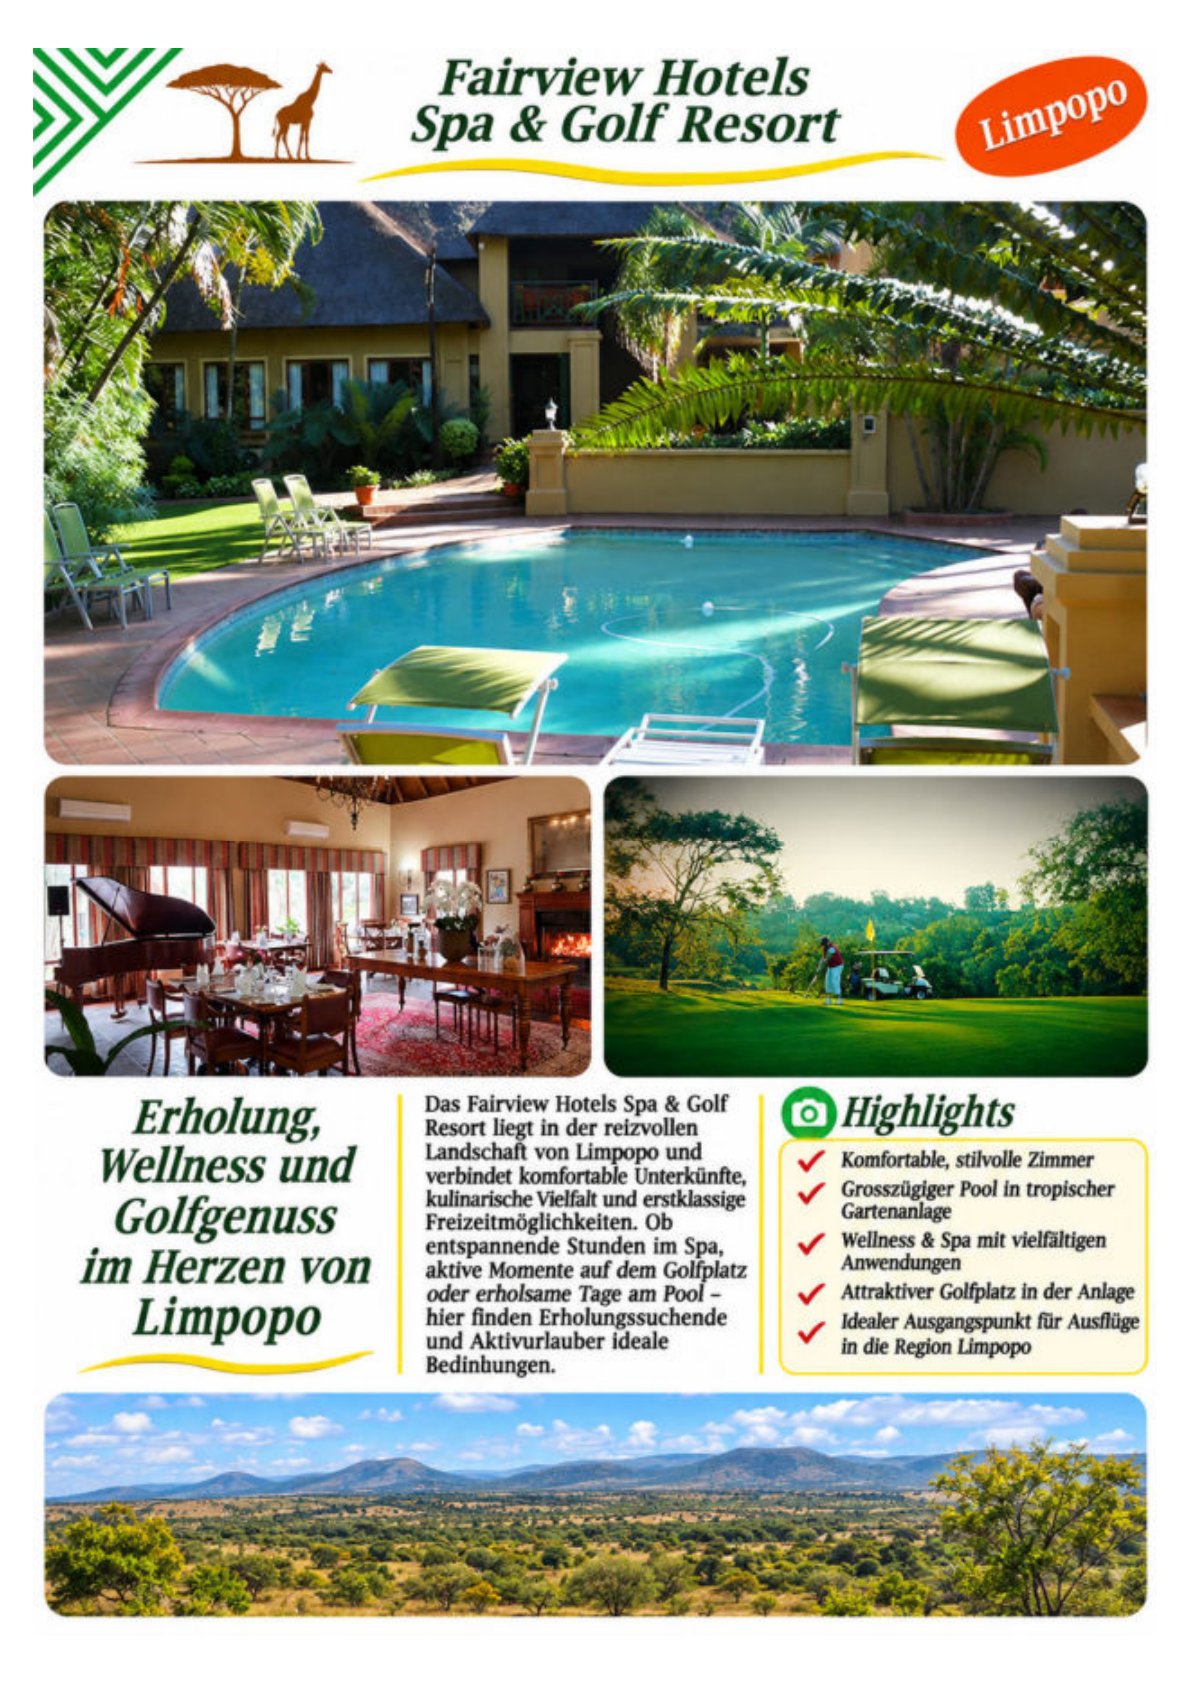 Fairview Hotels
Spa & Golf Resort
Limpopo
Erholung,
Wellness und
Golfgenuss
im Herzen von
Limpopo
Das Fairview Hotels Spa & Golf
Resort liegt in der reizvollen
Landschaft von Limpopo und
verbindet komfortable Unterkünfte,
kulinarische Vielfalt und erstklassige
Freizeitmöglichkeiten. Ob
entspannende Stunden im Spa,
aktive Momente auf dem Golfplatz
oder erholsame Tage am Pool –
hier finden Erholungssuchende
und Aktivurlauber ideale
Bedinhungen.
Highlights
Komfortable, stilvolle Zimmer
Grosszügiger Pool in tropischer
Gartenanlage
Wellness & Spa mit vielfältigen
Anwendungen
Attraktiver Golfplatz in der Anlage
Idealer Ausgangspunkt für Ausflüge
in die Region Limpopo